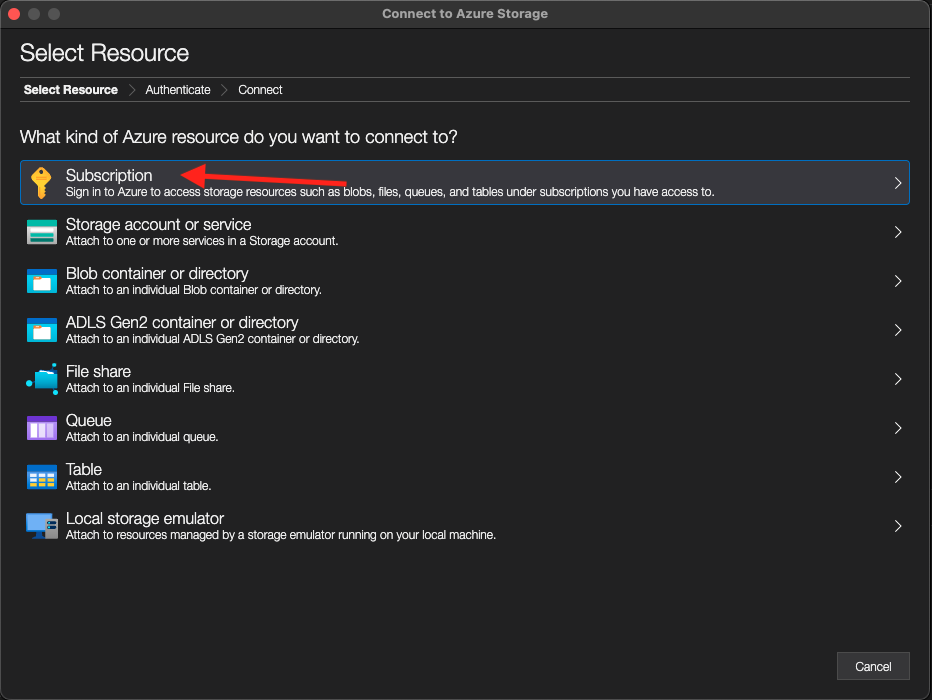 Connect to Azure Storage
Select Resource
Select Resource
Authenticate
Connect
What kind of Azure resource do you want to connect to?
Subscription
Sign in to Azure to access storage resources such as blobs, files, queues, and tables under subscriptions you have access to.
Storage account or service
Attach to one or more services in a Storage account.
Blob container or directory
Attach to an individual Blob container or directory.
ADLS Gen2 container or directory
Attach to an individual ADLS Gen2 container or directory.
File share
Attach to an individual File share.
Queue
Attach to an individual queue.
Table
Attach to an individual table.
Local storage emulator
Attach to resources managed by a storage emulator running on your local machine.
Cancel